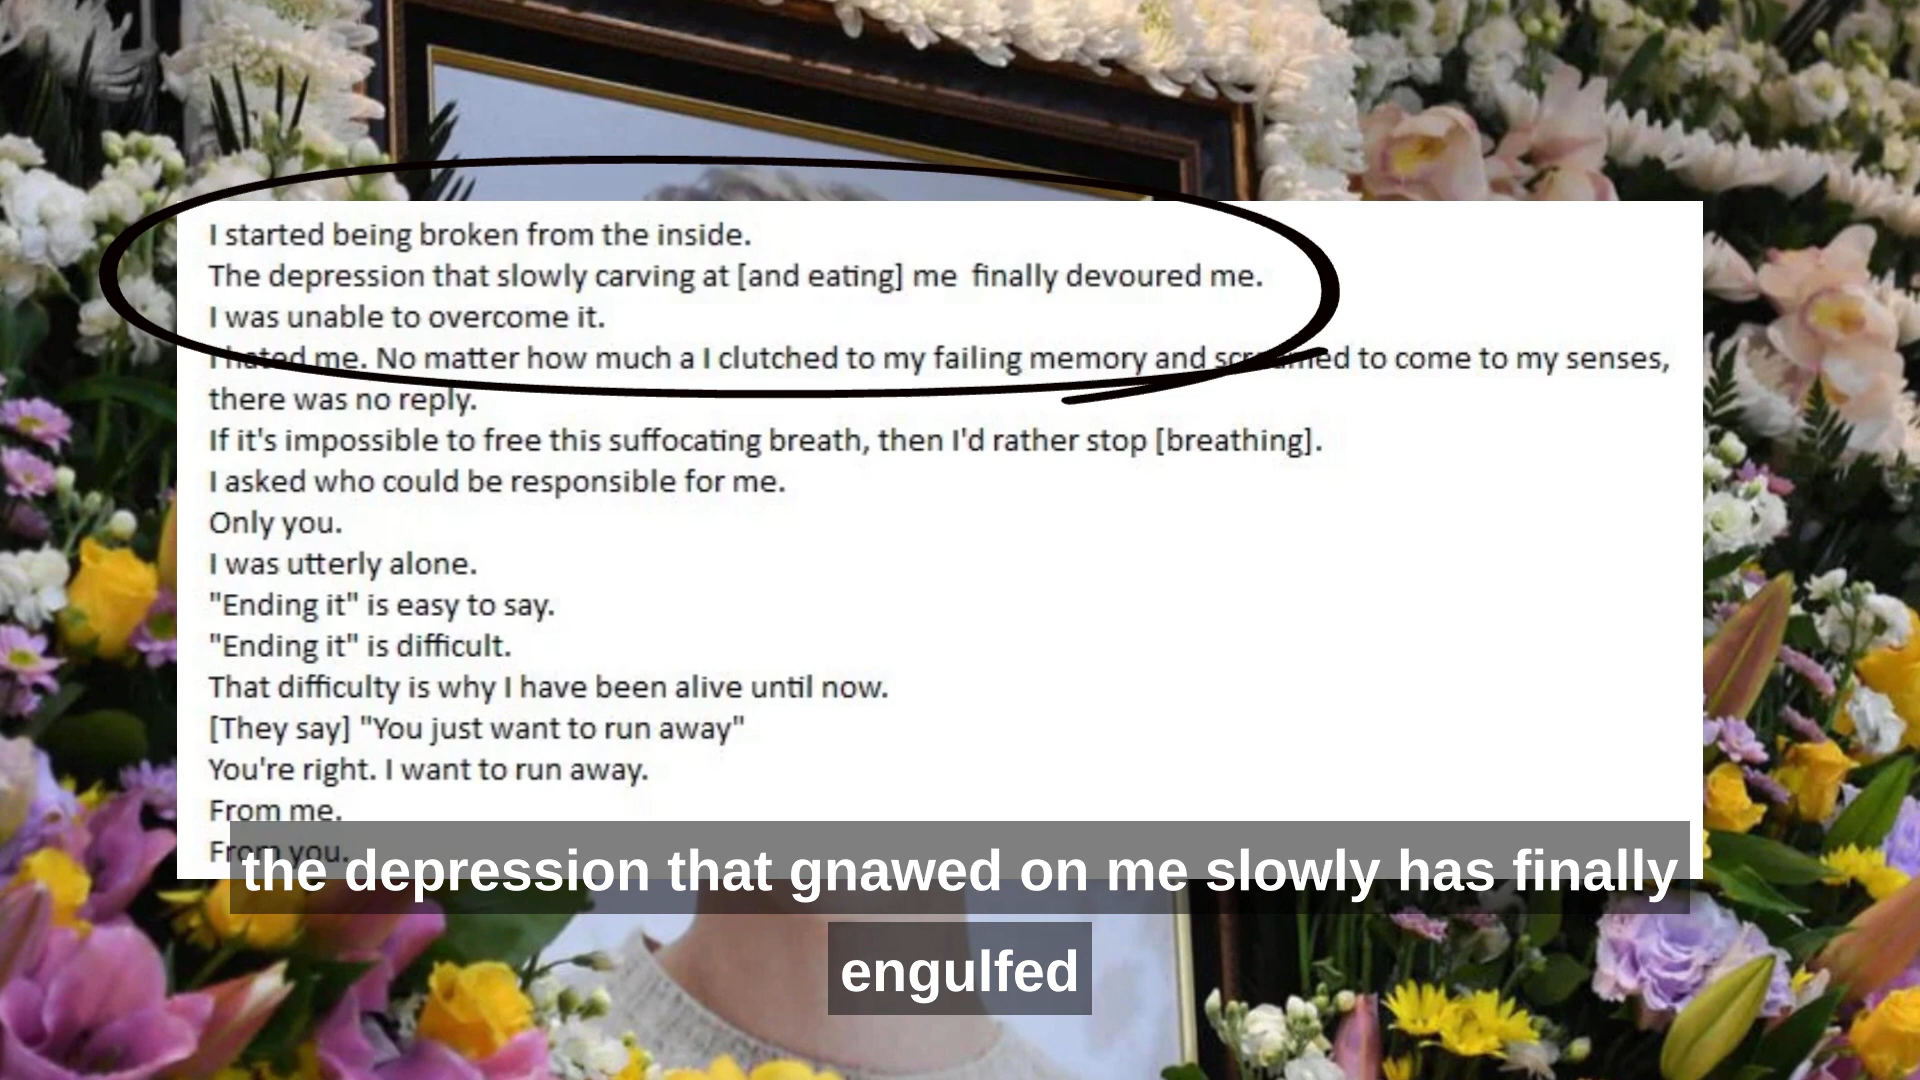 I started being broken from the inside.
The depression that slowly carving at [and eating] me finally devoured me.
I was unable to overcome it.
I hated me. No matter how much a I clutched to my failing memory and screamed to come to my senses,
there was no reply.
If it's impossible to free this suffocating breath, then I'd rather stop [breathing].
I asked who could be responsible for me.
Only you.
I was utterly alone.
"Ending it" is easy to say.
"Ending it" is difficult.
That difficulty is why I have been alive until now.
[They say] "You just want to run away"
You're right. I want to run away.
From me.
From you.
the depression that gnawed on me slowly has finally
engulfed